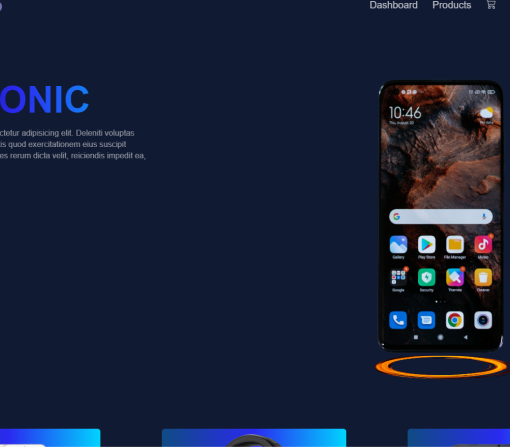 Dashboard Products
ONIC
ctetur adipisicing elit. Deleniti voluptas
is quod exercitationem eius suscipit
es rerum dicta velit, reiciendis impedit ea,
10:46
Gallery Play Store File Manager Music
Google Security Themes Cleaner